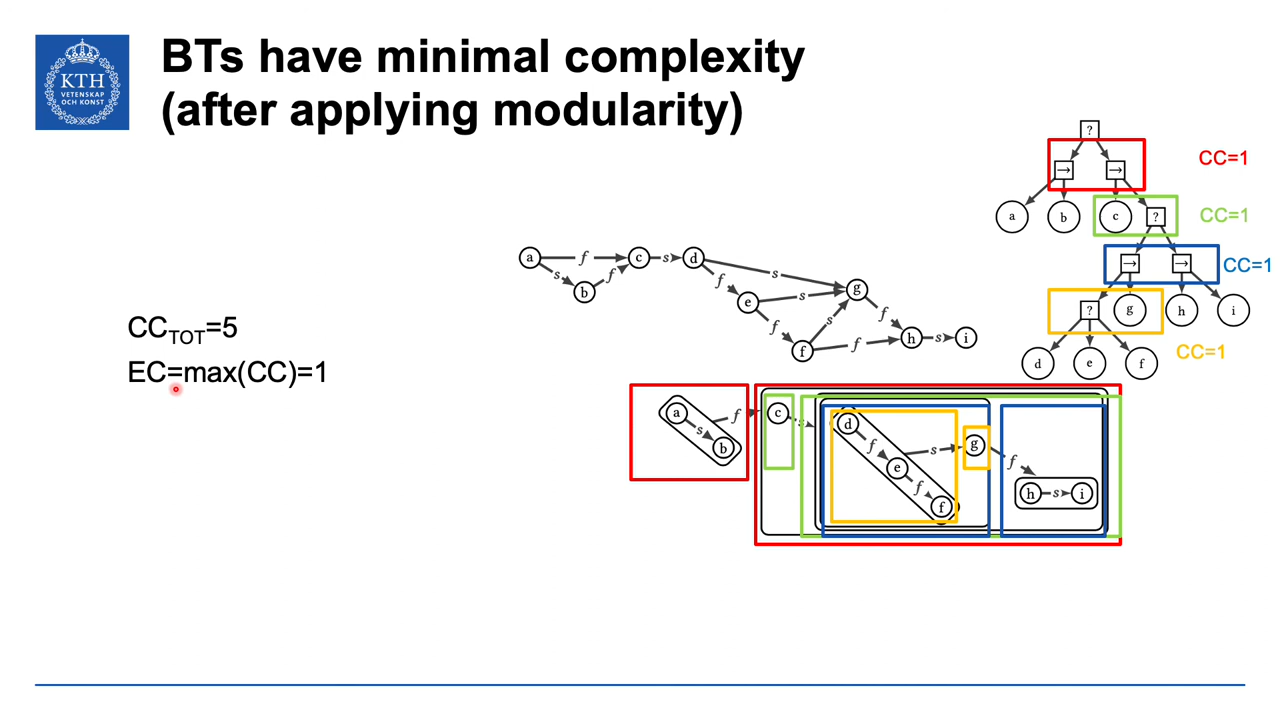 KTH
VETENSKAP
OCH KONST
BTs have minimal complexity
(after applying modularity)
CC_TOT=5
EC=max(CC)=1
?
→ → CC=1
a b c ? CC=1
→ → CC=1
? g h i
CC=1
d e f
a f c s d s g
s b f f e s f
f f s f h s i
a s b f c s d f e f f s g f h s i